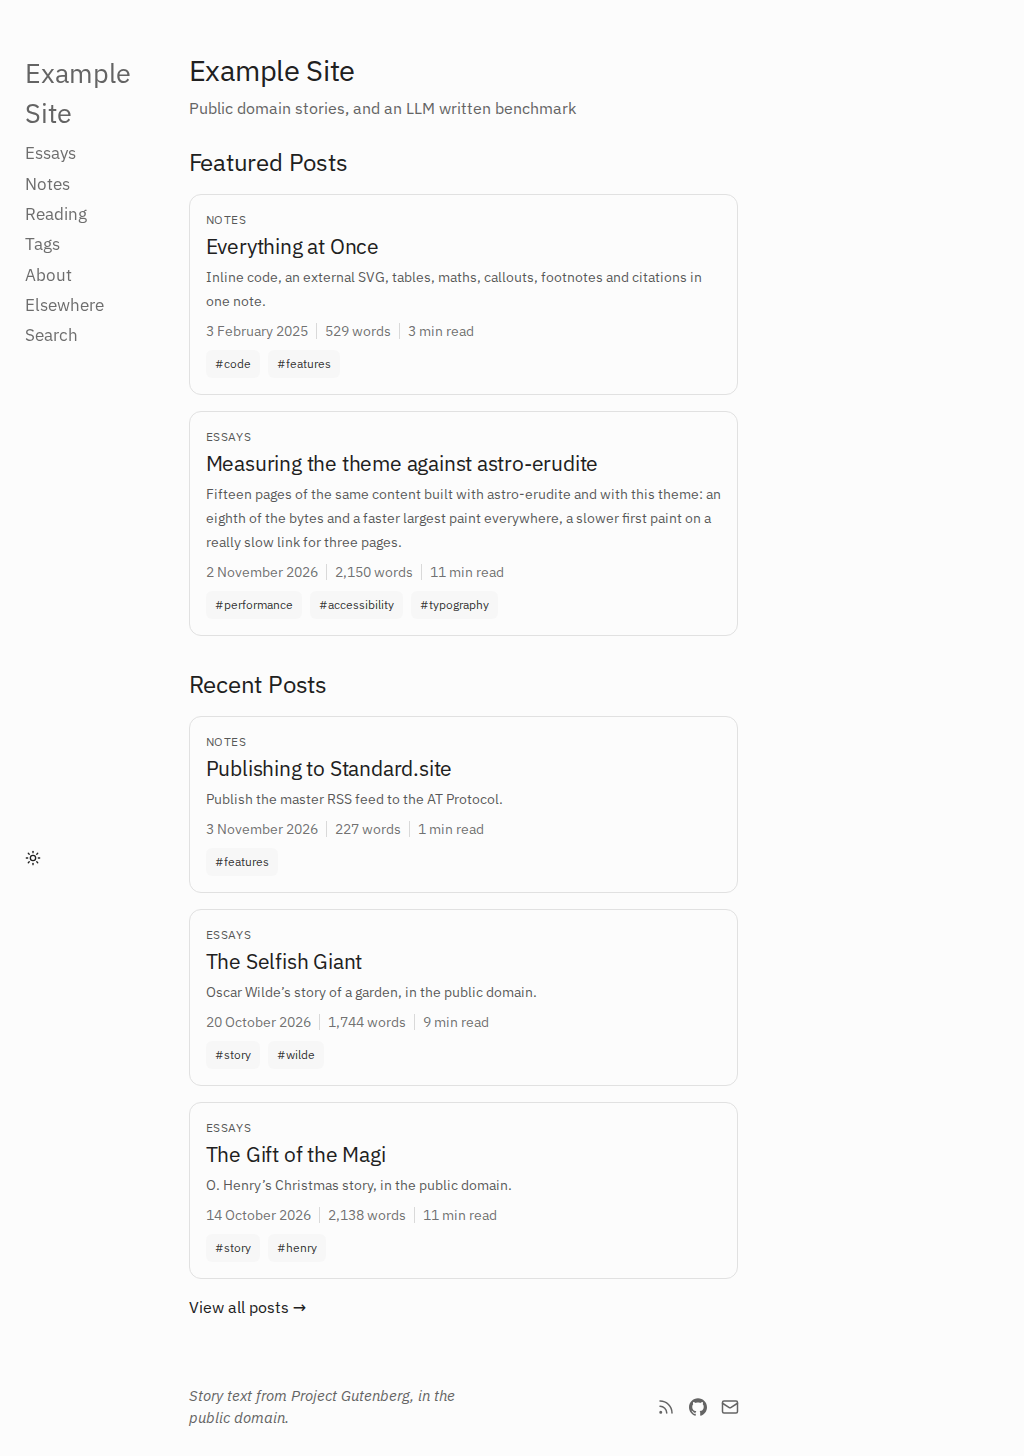 Example
Site
Essays
Notes
Reading
Tags
About
Elsewhere
Search
Example Site
Public domain stories, and an LLM written benchmark
Featured Posts
NOTES
Everything at Once
Inline code, an external SVG, tables, maths, callouts, footnotes and citations in
one note.
3 February 2025 529 words 3 min read
#code #features
ESSAYS
Measuring the theme against astro-erudite
Fifteen pages of the same content built with astro-erudite and with this theme: an
eighth of the bytes and a faster largest paint everywhere, a slower first paint on a
really slow link for three pages.
2 November 2026 2,150 words 11 min read
#performance #accessibility #typography
Recent Posts
NOTES
Publishing to Standard.site
Publish the master RSS feed to the AT Protocol.
3 November 2026 227 words 1 min read
#features
ESSAYS
The Selfish Giant
Oscar Wilde’s story of a garden, in the public domain.
20 October 2026 1,744 words 9 min read
#story #wilde
ESSAYS
The Gift of the Magi
O. Henry’s Christmas story, in the public domain.
14 October 2026 2,138 words 11 min read
#story #henry
View all posts →
Story text from Project Gutenberg, in the
public domain.